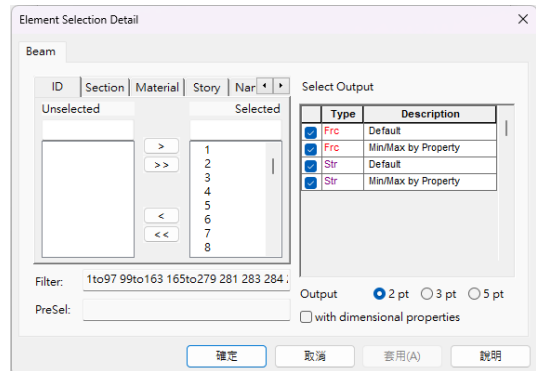 Element Selection Detail
Beam
ID Section Material Story Nar
Unselected Selected
>
>>
<
<<
1
2
3
4
5
6
7
8
Filter: 1to97 99to163 165to279 281 283 284
PreSel:
Select Output
Type Description
Frc Default
Frc Min/Max by Property
Str Default
Str Min/Max by Property
Output 2 pt 3 pt 5 pt
with dimensional properties
確定 取消 套用(A) 說明